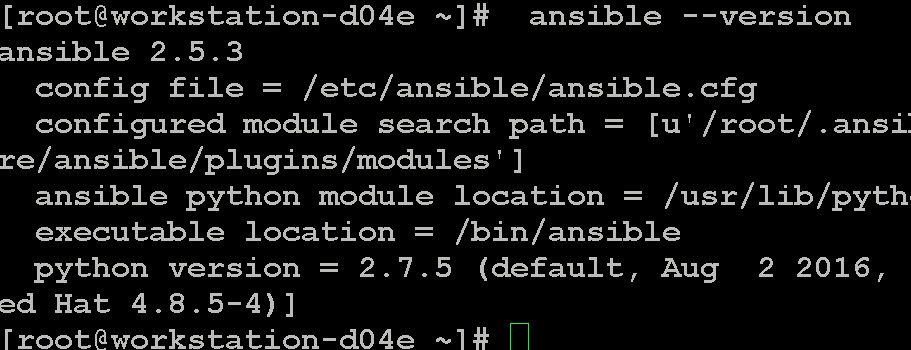 [root@workstation-d04e ~]#  ansible --version
ansible 2.5.3
  config file = /etc/ansible/ansible.cfg
  configured module search path = [u'/root/.ansi
re/ansible/plugins/modules']
  ansible python module location = /usr/lib/pyth
  executable location = /bin/ansible
  python version = 2.7.5 (default, Aug  2 2016,
ed Hat 4.8.5-4)]
[root@workstation-d04e ~]#